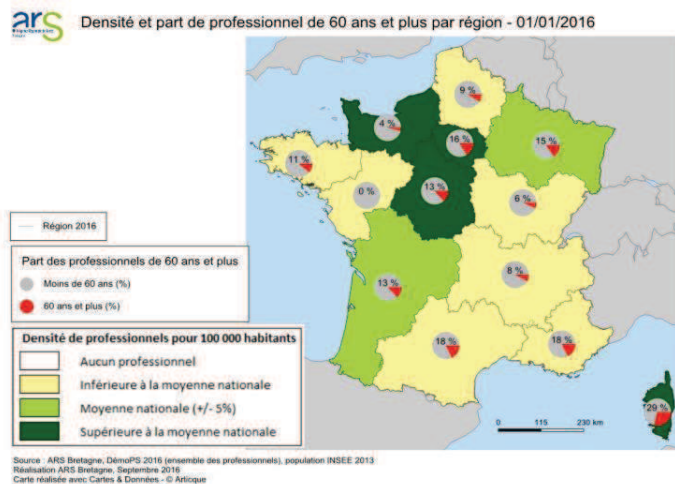 ars
Densité et part de professionnel de 60 ans et plus par région - 01/01/2016
9 %
4 %
16 %
15 %
11 %
0 %
13 %
6 %
8 %
13 %
18 %
18 %
29 %
Région 2016
Part des professionnels de 60 ans et plus
Moins de 60 ans (%)
60 ans et plus (%)
Densité de professionnels pour 100 000 habitants
Aucun professionnel
Inférieure à la moyenne nationale
Moyenne nationale (+/- 5%)
Supérieure à la moyenne nationale
0 115 230 km
Source : ARS Bretagne, DémoPS 2016 (ensemble des professionnels), population INSEE 2013
Réalisation ARS Bretagne, Septembre 2016
Carte réalisée avec Cartes & Données - © Articque